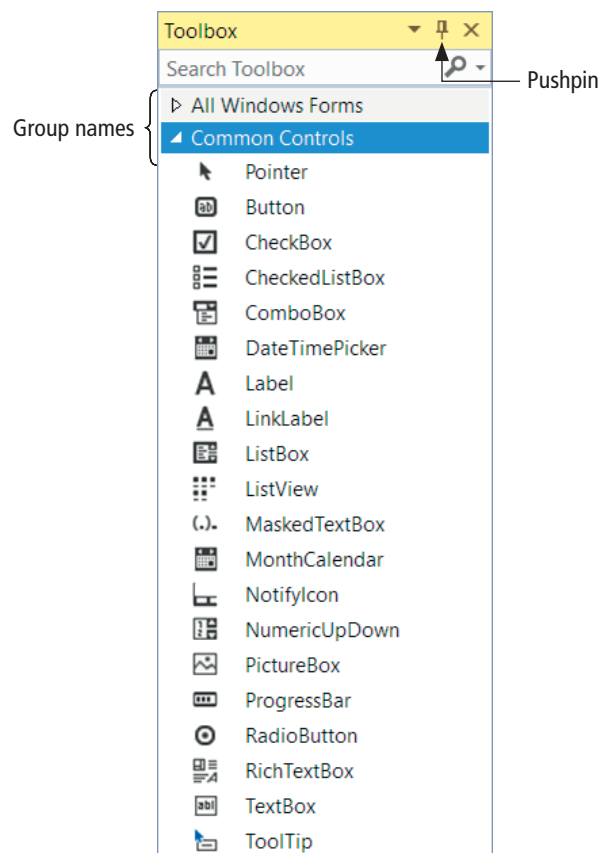 Toolbox
Search Toolbox
Pushpin
Group names
All Windows Forms
Common Controls
Pointer
Button
CheckBox
CheckedListBox
ComboBox
DateTimePicker
Label
LinkLabel
ListBox
ListView
MaskedTextBox
MonthCalendar
NotifyIcon
NumericUpDown
PictureBox
ProgressBar
RadioButton
RichTextBox
TextBox
ToolTip